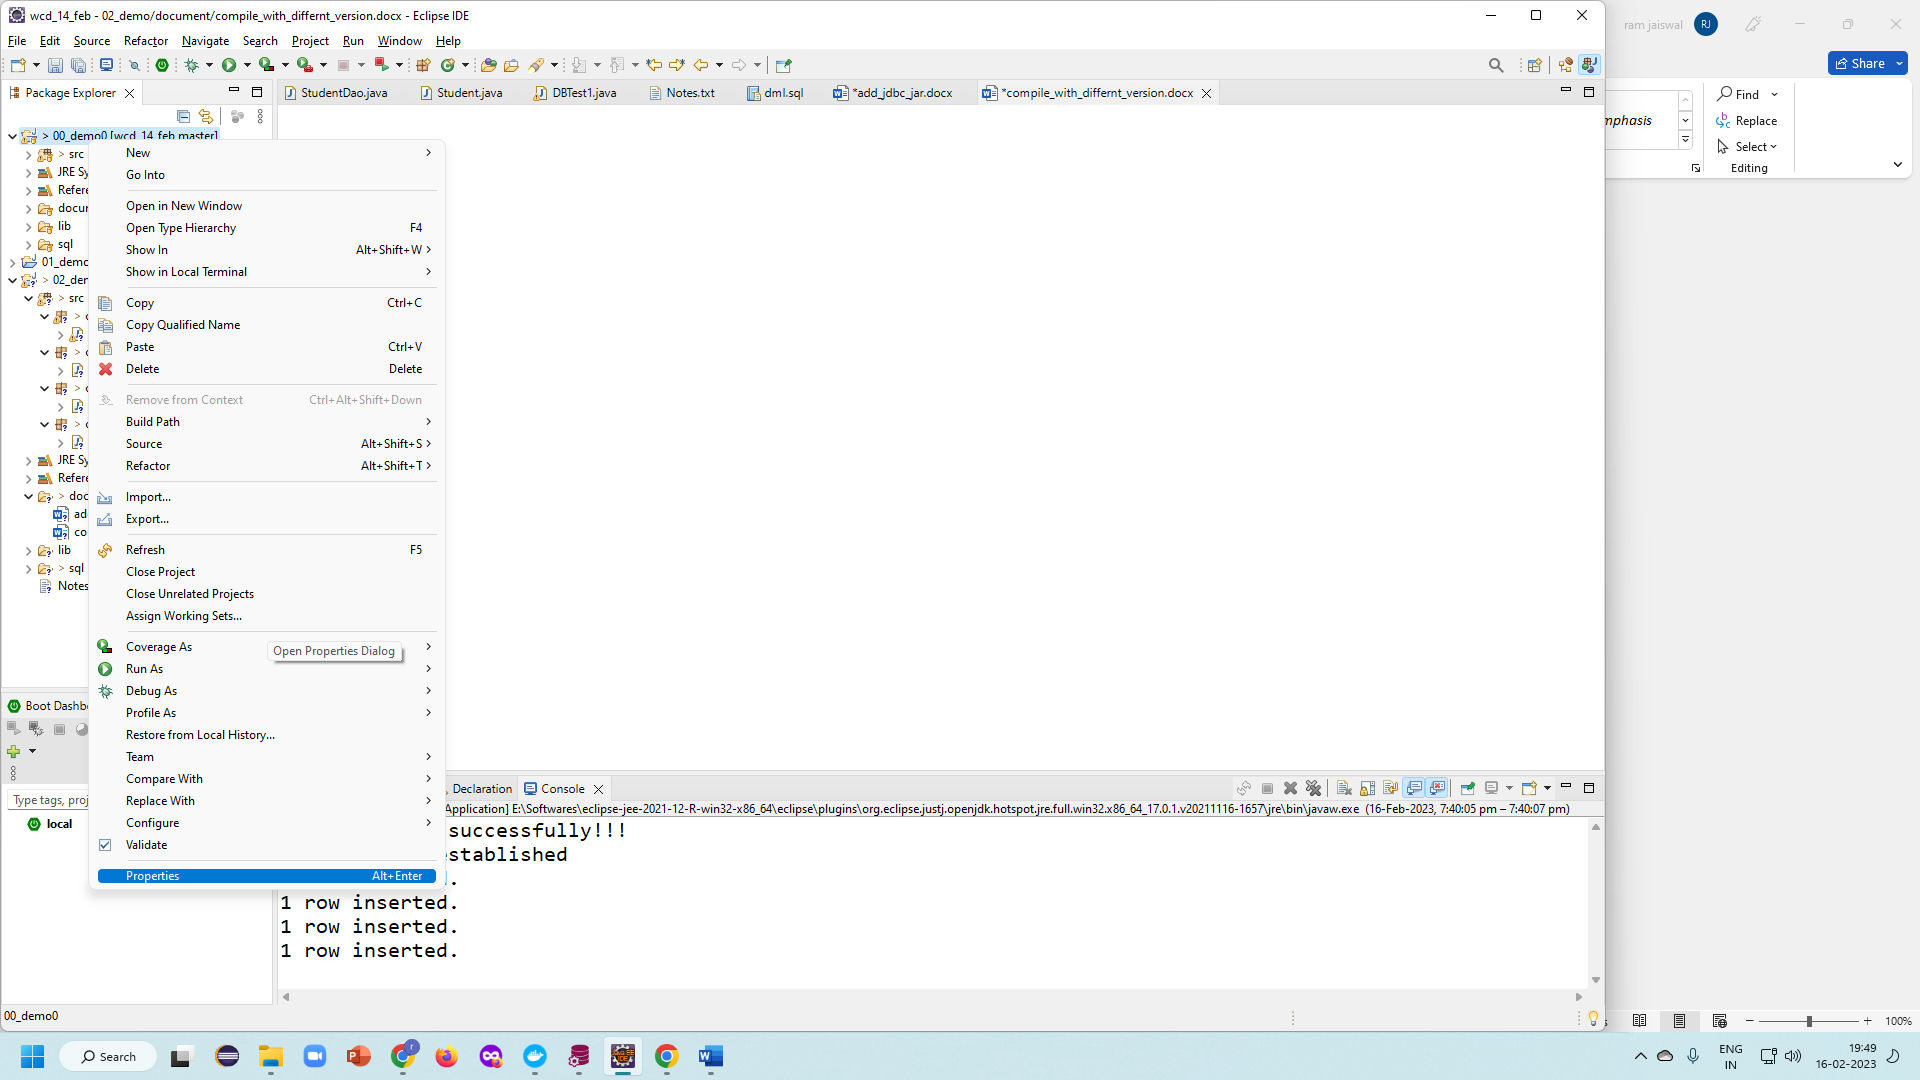 wcd_14_feb - 02_demo/document/compile_with_differnt_version.docx - Eclipse IDE
File Edit Source Refactor Navigate Search Project Run Window Help
Package Explorer
StudentDao.java Student.java DBTest1.java Notes.txt dml.sql *add_jdbc_jar.docx *compile_with_differnt_version.docx
> 00_demo0 [wcd_14_feb master]
> src
JRE Sy
Refere
docur
lib
sql
01_demo
> 02_der
> src
JRE Sy
Refere
> doc
ad
co
lib
> sql
Notes
New
Go Into
Open in New Window
Open Type Hierarchy F4
Show In Alt+Shift+W >
Show in Local Terminal
Copy Ctrl+C
Copy Qualified Name
Paste Ctrl+V
Delete Delete
Remove from Context Ctrl+Alt+Shift+Down
Build Path
Source Alt+Shift+S >
Refactor Alt+Shift+T >
Import...
Export...
Refresh F5
Close Project
Close Unrelated Projects
Assign Working Sets...
Coverage As
Open Properties Dialog
Run As
Debug As
Profile As
Restore from Local History...
Team
Compare With
Replace With
Configure
Validate
Properties Alt+Enter
Boot Dashb
Type tags, proj
local
Declaration Console
Application] E:\Softwares\eclipse-jee-2021-12-R-win32-x86_64\eclipse\plugins\org.eclipse.justj.openjdk.hotspot.jre.full.win32.x86_64_17.0.1.v20211116-1657\jre\bin\javaw.exe (16-Feb-2023, 7:40:05 pm – 7:40:07 pm)
successfully!!!
established
.
1 row inserted.
1 row inserted.
1 row inserted.
00_demo0
ram jaiswal RJ
Share
mphasis
Find
Replace
Select
Editing
100%
Search
ENG
IN
19:49
16-02-2023